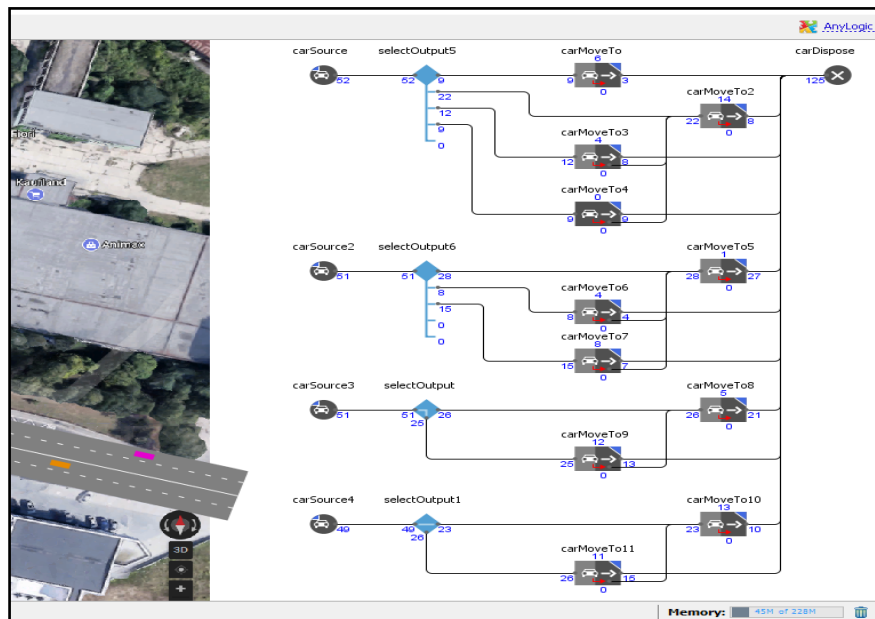 AnyLogic
carSource
selectOutput5
carMoveTo
carDispose
6
52
52
9
9
3
125
0
22
carMoveTo2
14
12
carMoveTo3
22
8
4
0
9
12
8
0
0
carMoveTo4
0
9
9
0
carSource2
selectOutput6
carMoveTo5
1
51
51
28
28
27
8
carMoveTo6
0
4
15
8
4
0
0
carMoveTo7
0
8
15
7
0
carSource3
selectOutput
carMoveTo8
5
51
51
26
26
21
25
carMoveTo9
0
12
25
13
0
carSource4
selectOutput1
carMoveTo10
13
49
49
23
23
10
26
carMoveTo11
0
11
26
15
0
Fiori
Kaufland
Animex
3D
Memory:
45M of 228M